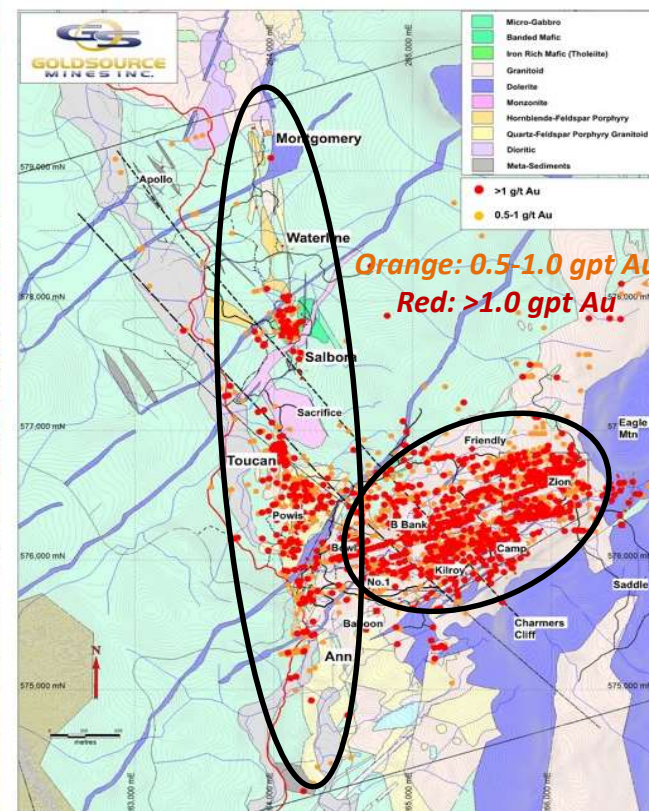 GS
GOLDSOURCE
MINES INC.
Micro-Gabbro
Banded Mafic
Iron Rich Mafic (Tholeiite)
Granitoid
Dolerite
Monzonite
Hornblende-Feldspar Porphyry
Quartz-Feldspar Porphyry Granitoid
Dioritic
Meta-Sediments
>1 g/t Au
0.5-1 g/t Au
Orange: 0.5-1.0 gpt Au
Red: >1.0 gpt Au
Montgomery
579,000 mN
Apollo
Waterline
578,000 mN
Salbora
Sacrifice
577,000 mN
Eagle
Mtn
Friendly
Toucan
Zion
Powis
B Bank
Camp
576,000 mN
Kilroy
No.1
Saddle
Baboon
Charmers
Cliff
Ann
N
575,000 mN
metres